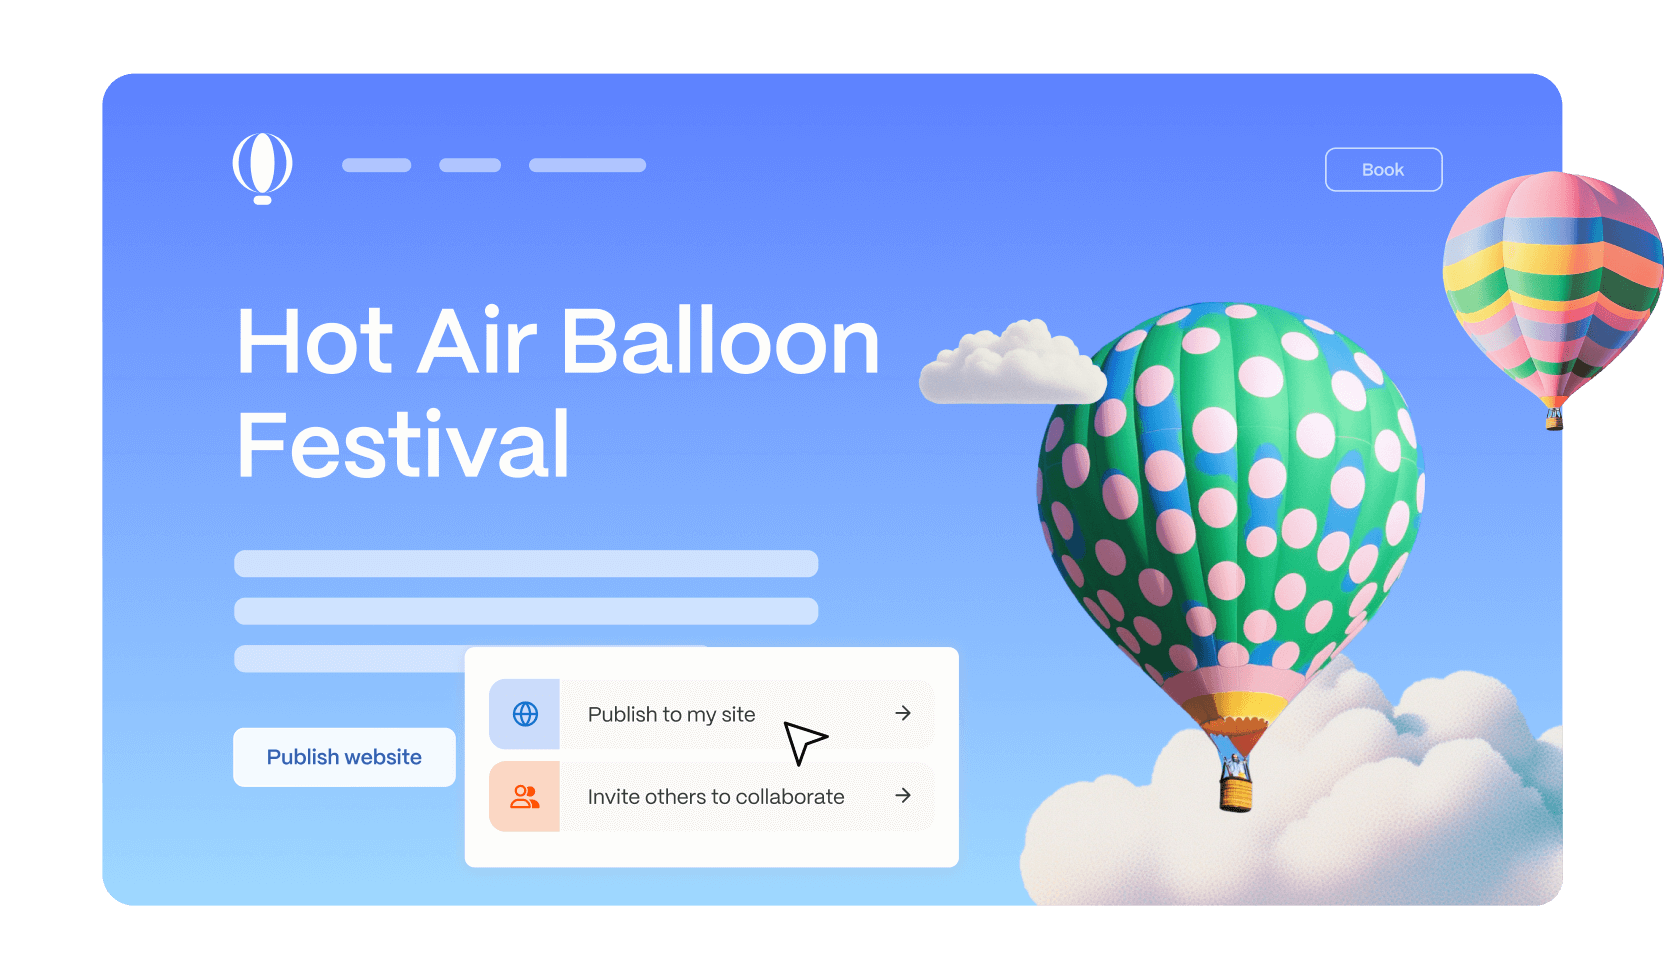 Book
Hot Air Balloon
Festival
Publish to my site
Publish website
Invite others to collaborate